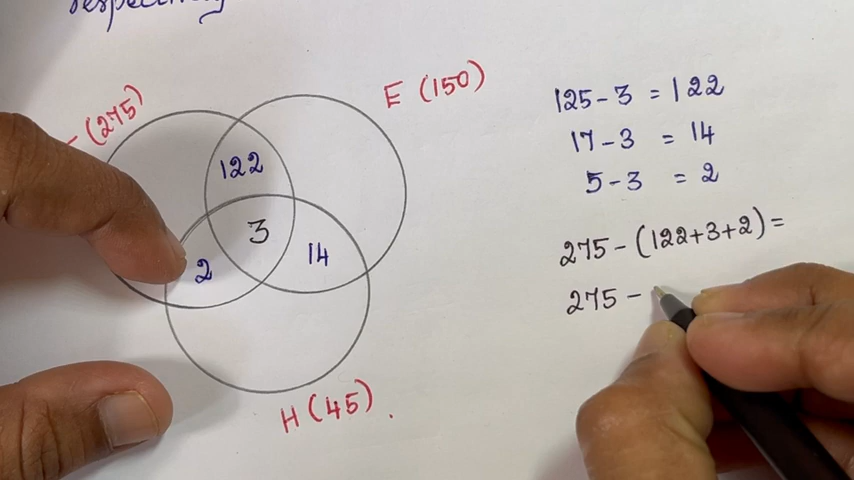 respectively
(275)
E (150)
122
3
2
14
H (45).
125 - 3 = 122
17 - 3 = 14
5 - 3 = 2
275 - (122+3+2) =
275 -